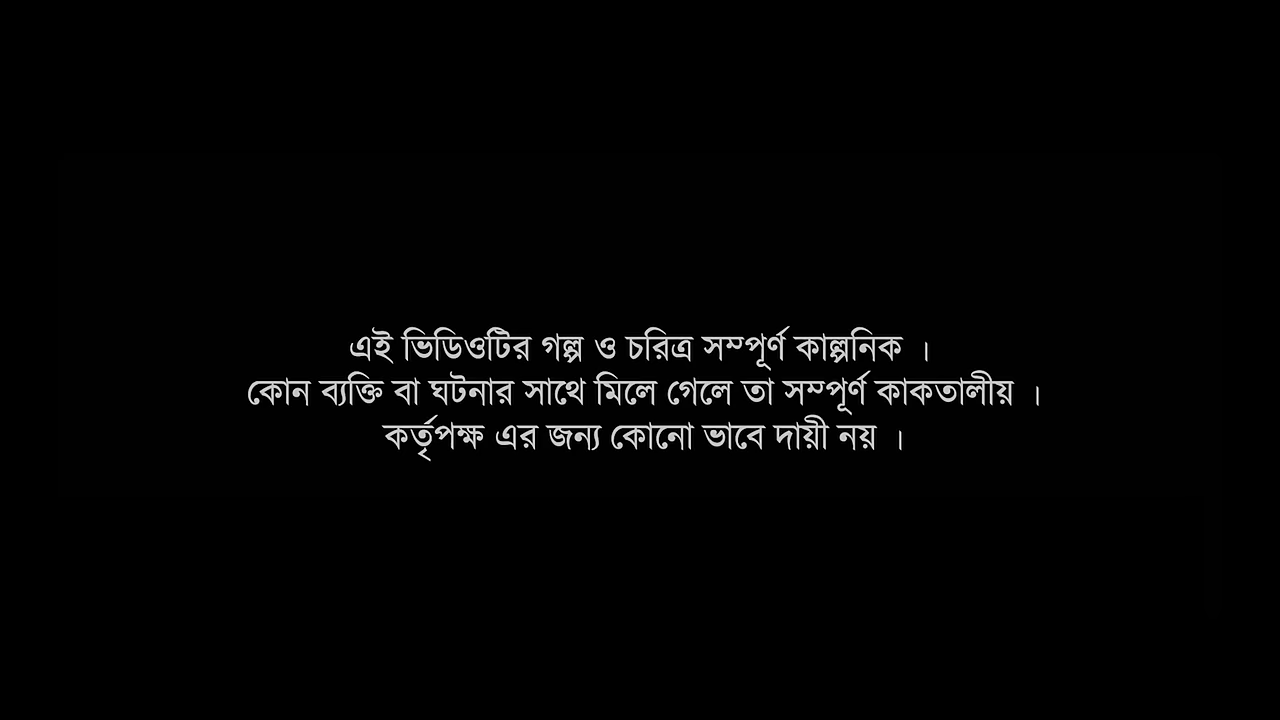 এই ভিডিওটির গল্প ও চরিত্র সম্পূর্ণ কাল্পনিক ।
কোন ব্যক্তি বা ঘটনার সাথে মিলে গেলে তা সম্পূর্ণ কাকতালীয় ।
কর্তৃপক্ষ এর জন্য কোনো ভাবে দায়ী নয় ।